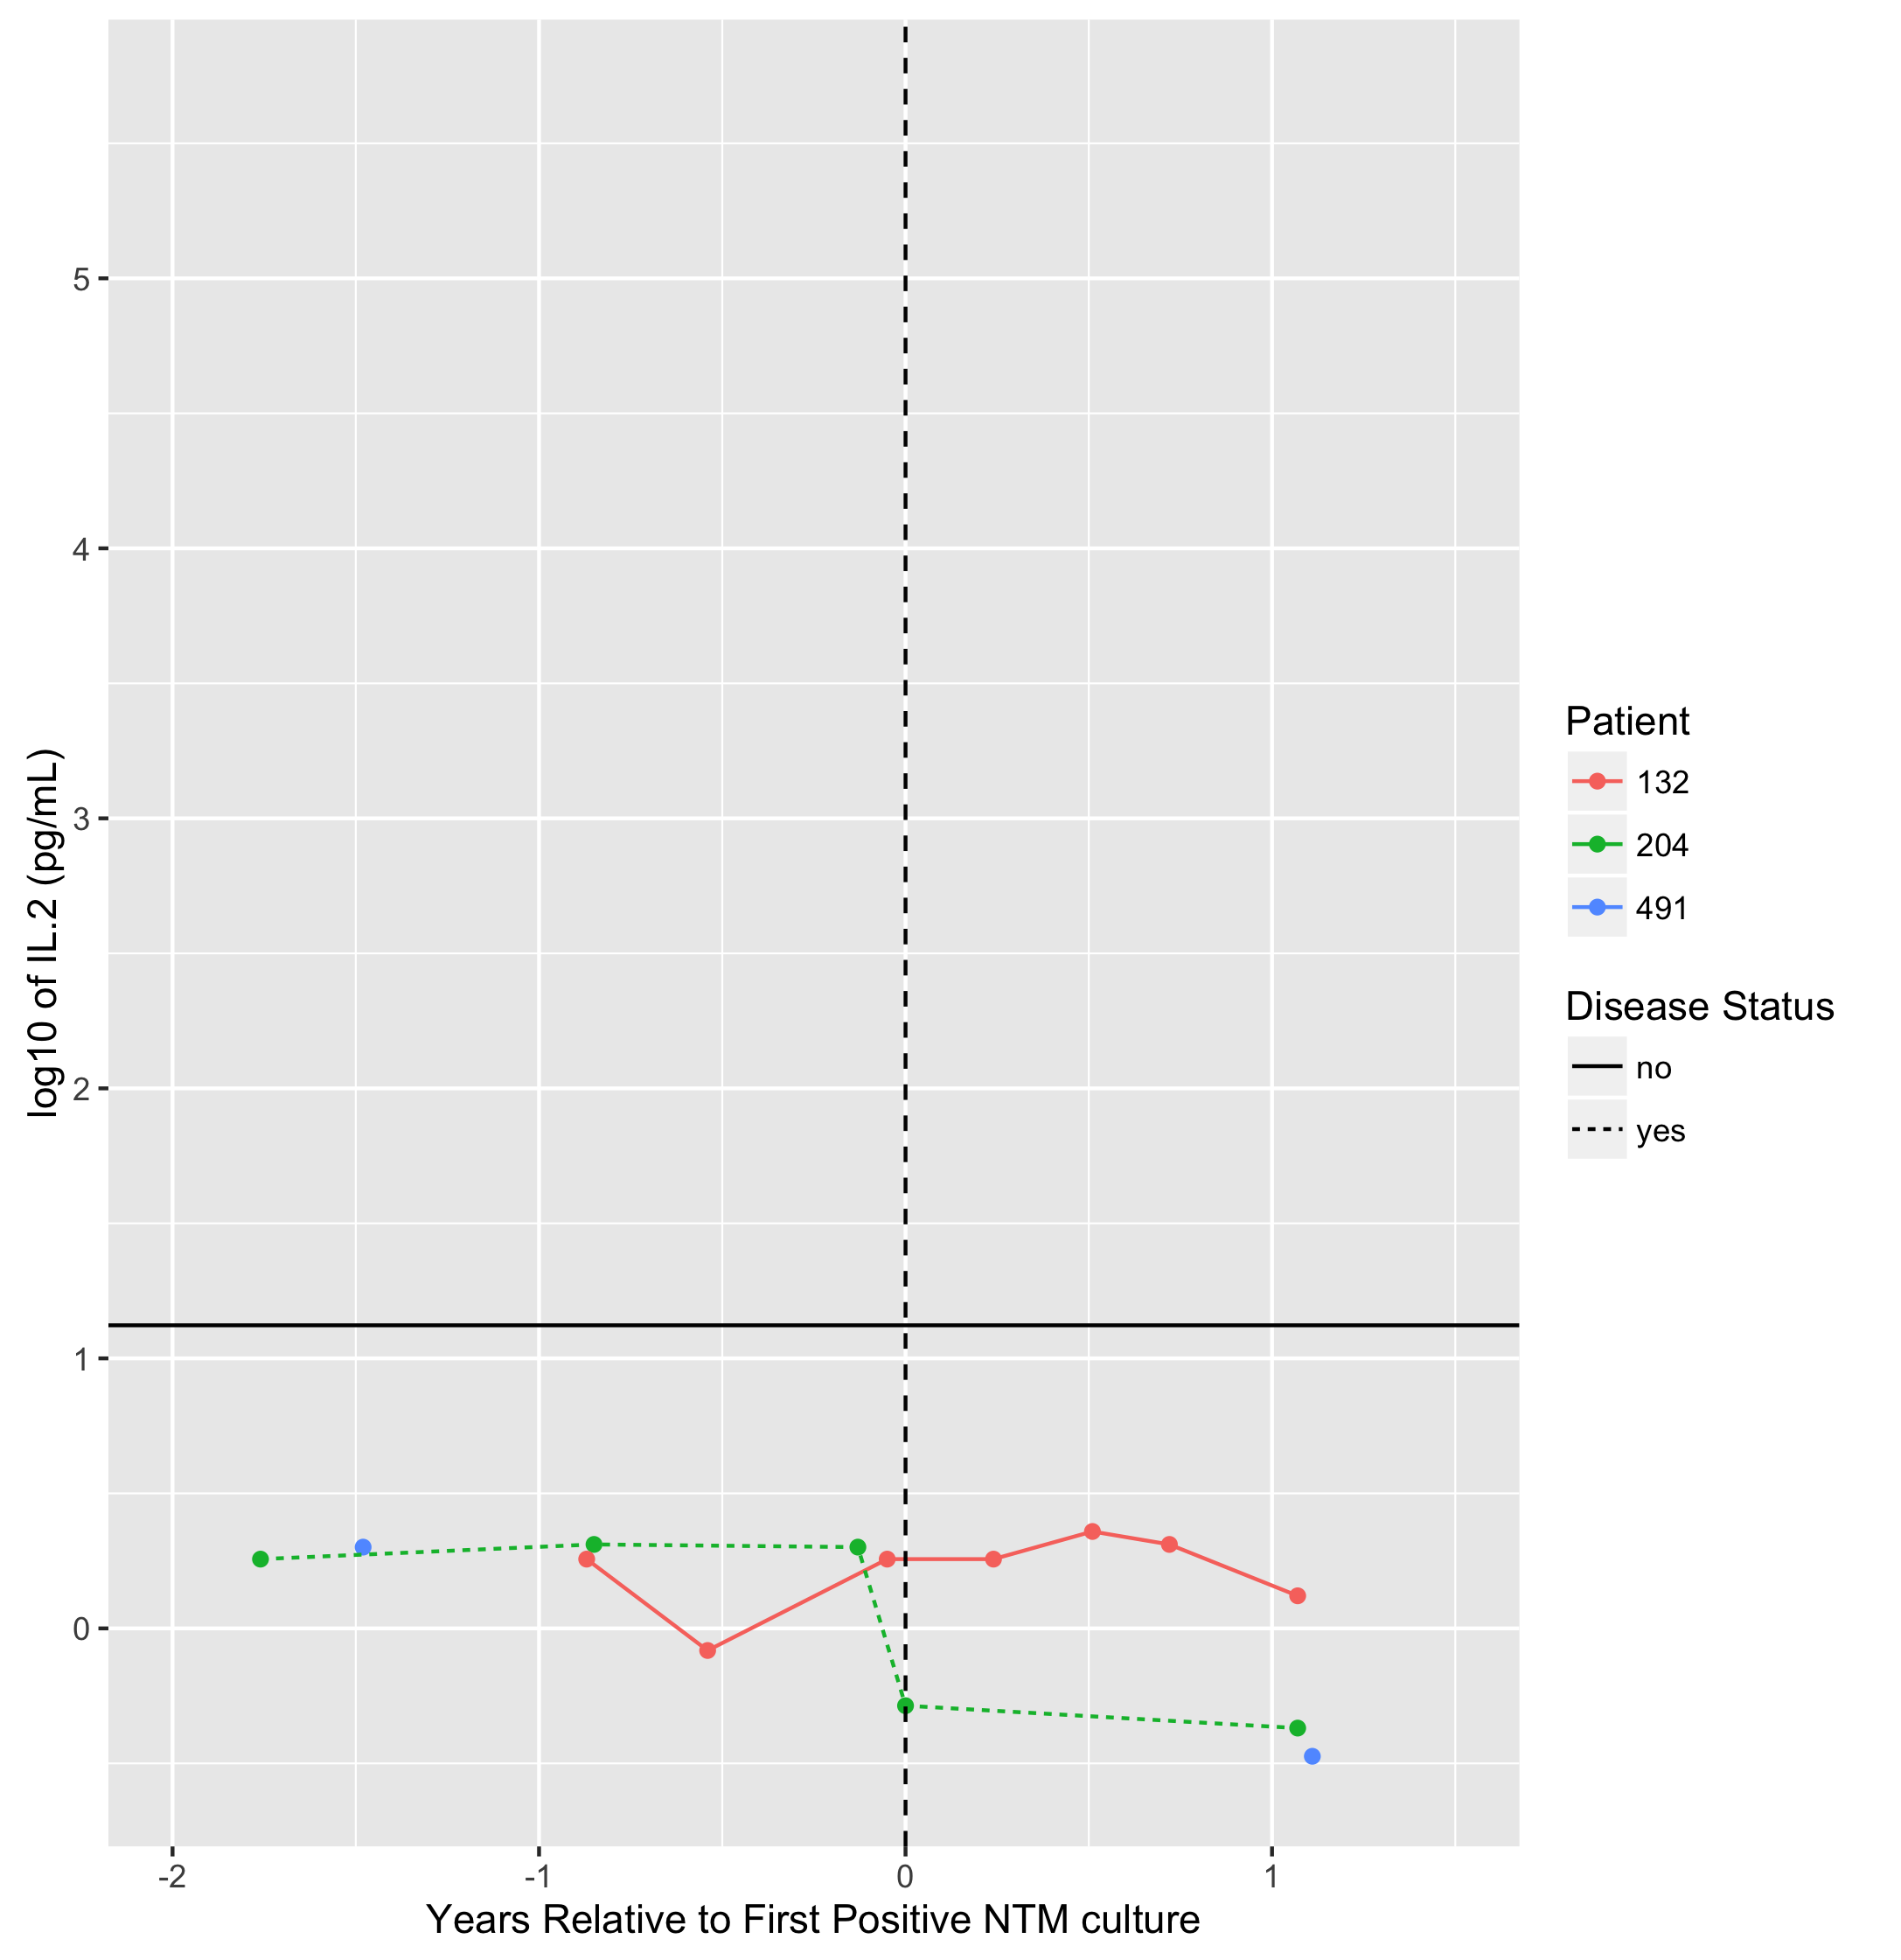 log10 of IL.2 (pg/mL)
5
4
3
2
1
0
-2
-1
0
1
Years Relative to First Positive NTM culture
Patient
132
204
491
Disease Status
no
yes